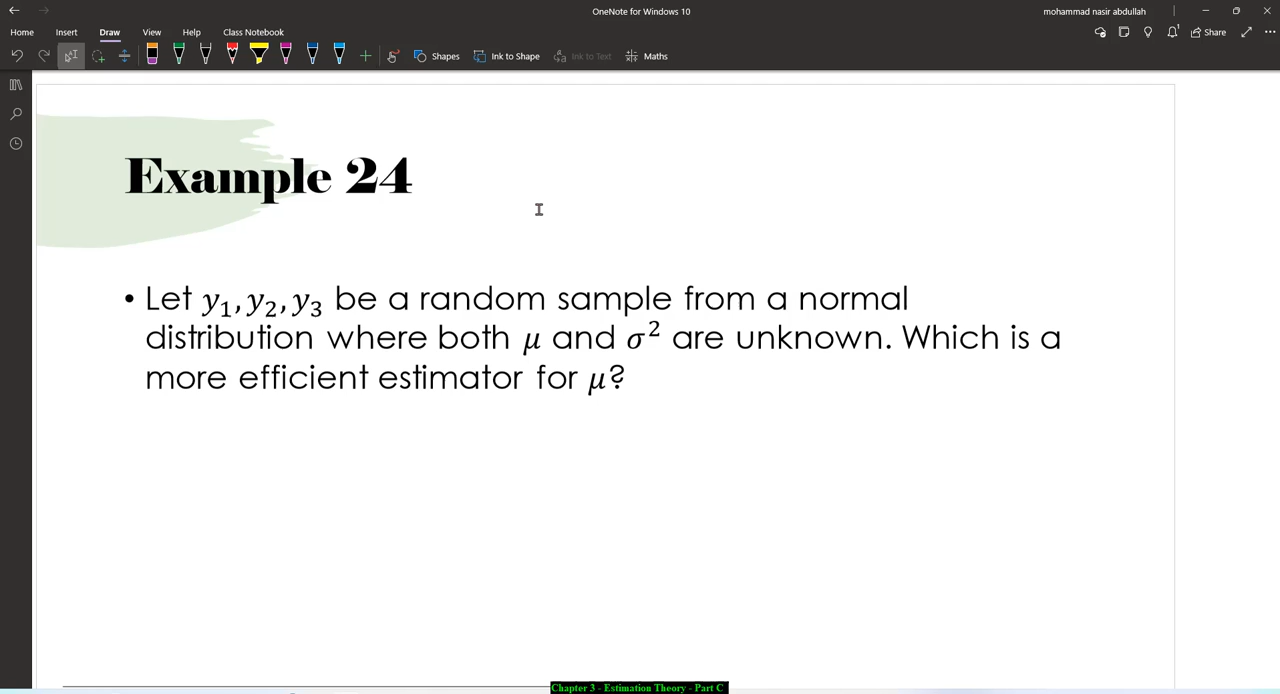 OneNote for Windows 10
mohammad nasir abdullah
Home Insert Draw View Help Class Notebook
Share
Shapes Ink to Shape Ink to Text Maths
Example 24
• Let y₁, y₂, y₃ be a random sample from a normal
distribution where both μ and σ² are unknown. Which is a
more efficient estimator for μ?
Chapter 3 - Estimation Theory - Part C